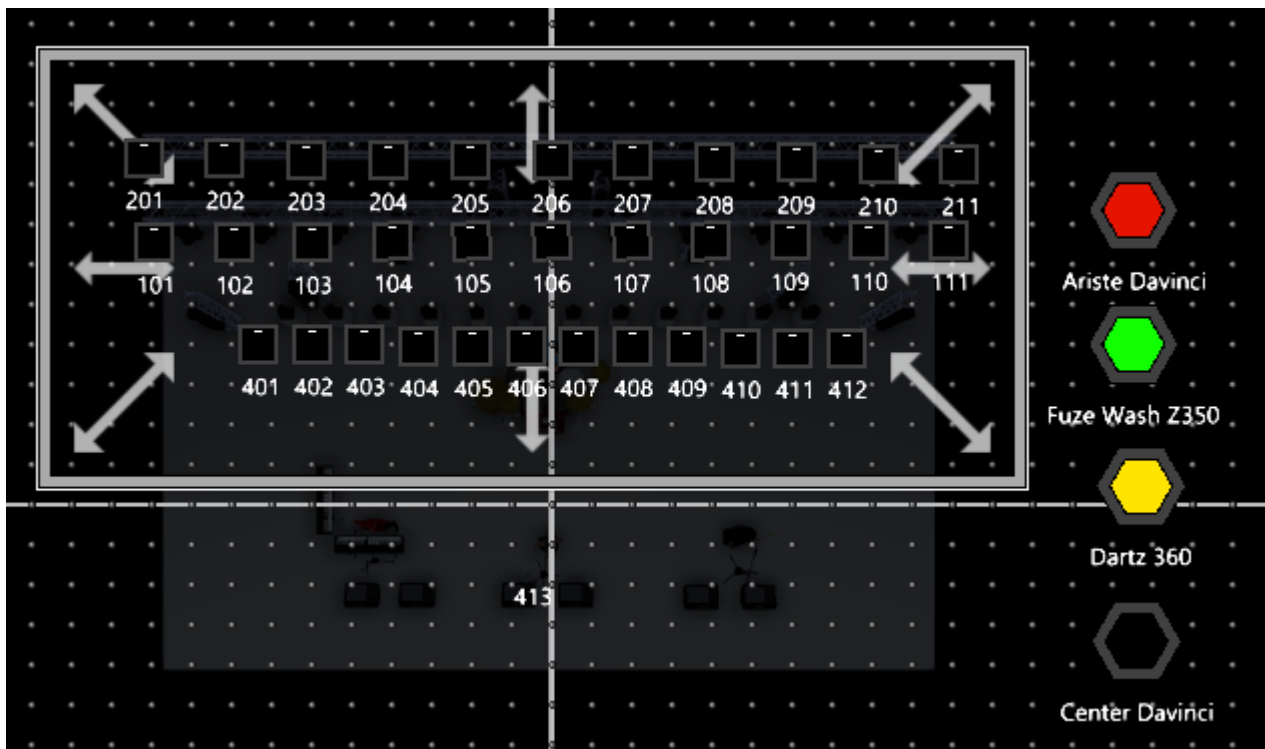 201 202 203 204 205 206 207 208 209 210 211
101 102 103 104 105 106 107 108 109 110 111
Ariste Davinci
401 402 403 404 405 406 407 408 409 410 411 412
Fuze Wash Z350
Dartz 360
413
Center Davinci